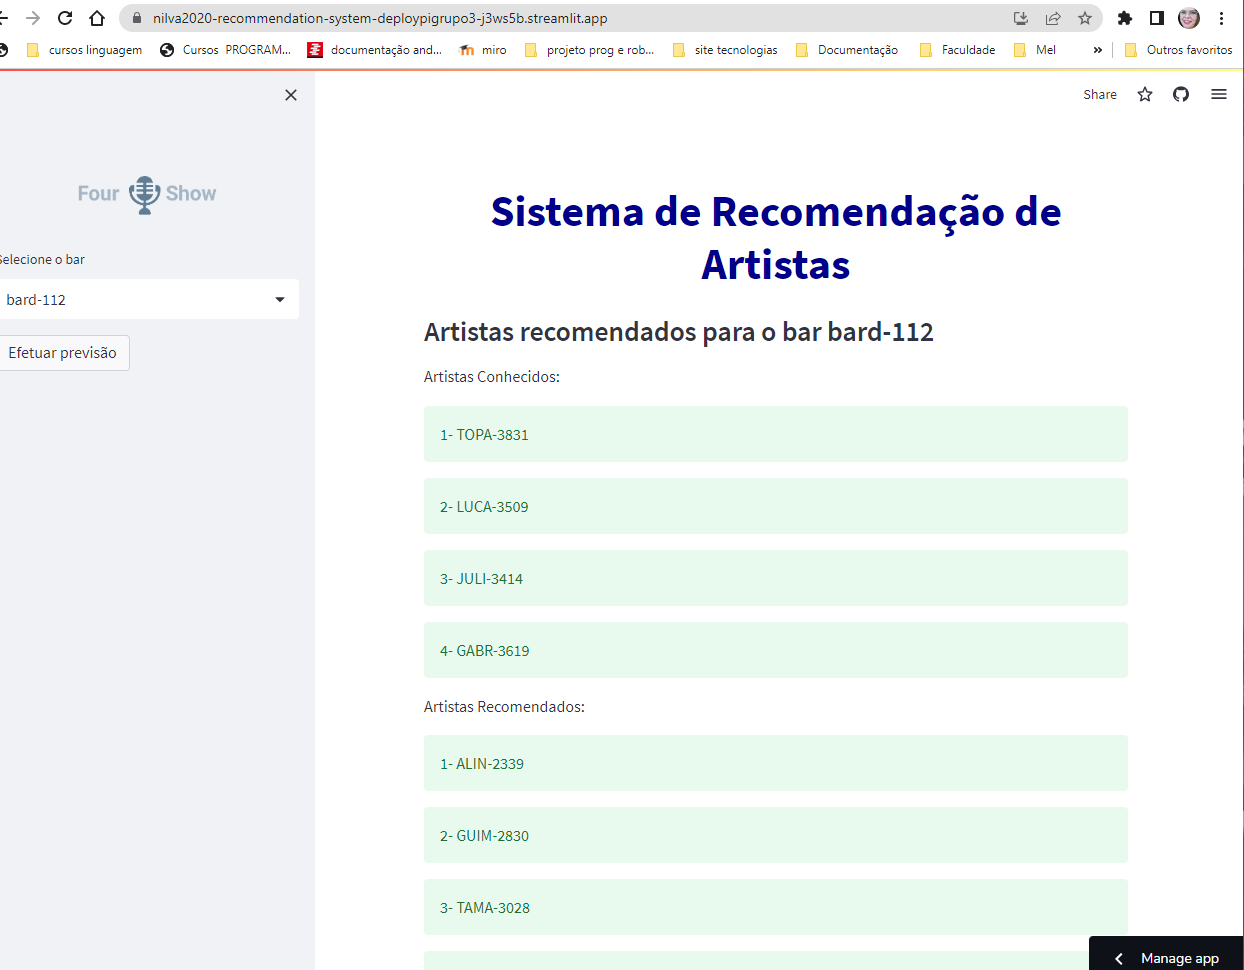 nilva2020-recommendation-system-deploypigrupo3-j3ws5b.streamlit.app
cursos linguagem
Cursos PROGRAM...
documentação and...
miro
projeto prog e rob...
site tecnologias
Documentação
Faculdade
Mel
»
Outros favoritos
Share
Four Show
Selecione o bar
bard-112
Efetuar previsão
Sistema de Recomendação de
Artistas
Artistas recomendados para o bar bard-112
Artistas Conhecidos:
1- TOPA-3831
2- LUCA-3509
3- JULI-3414
4- GABR-3619
Artistas Recomendados:
1- ALIN-2339
2- GUIM-2830
3- TAMA-3028
Manage app